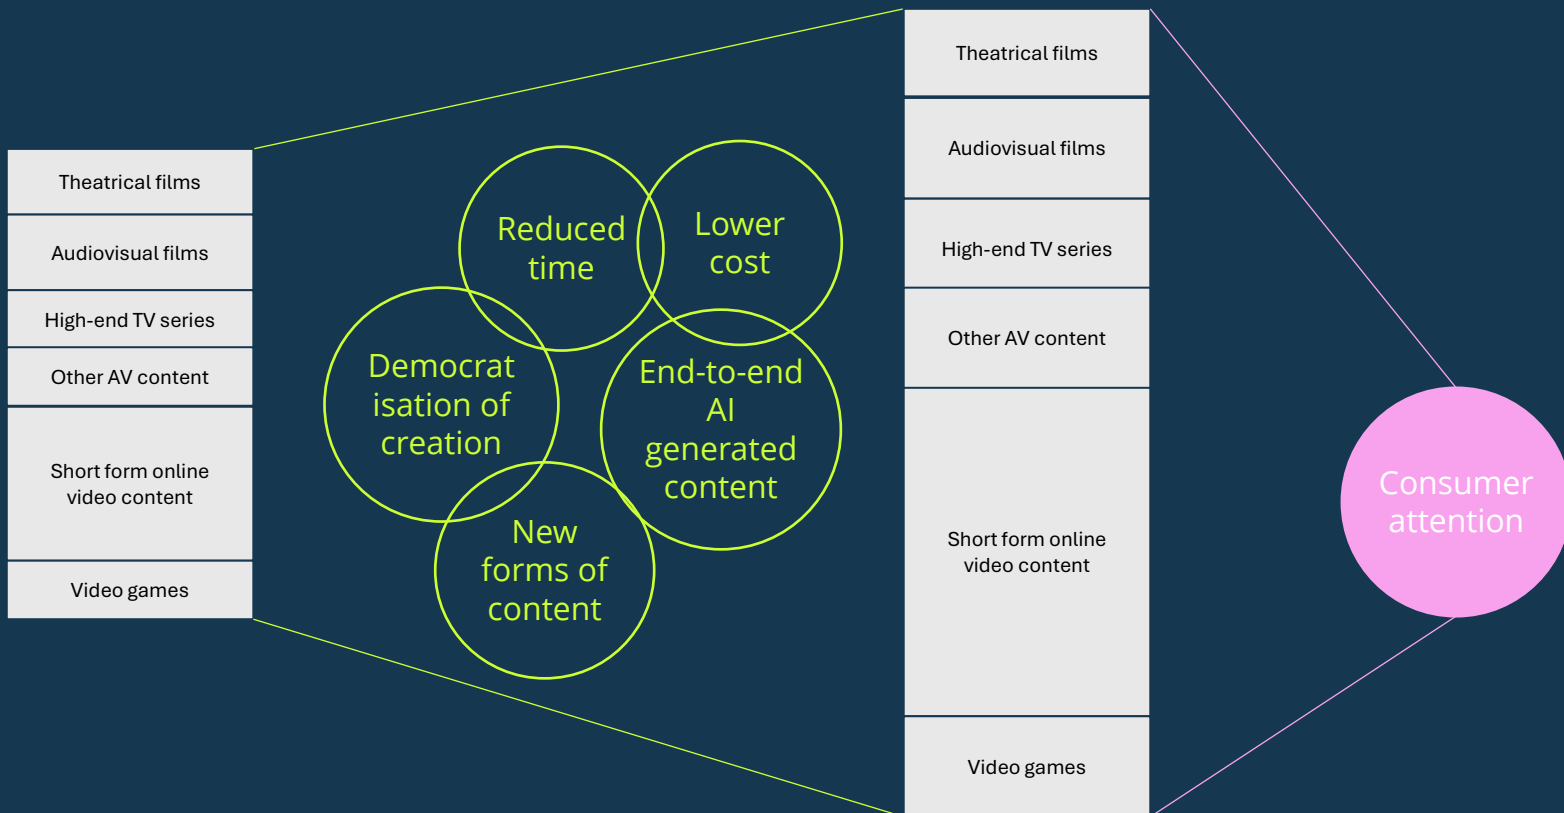 Theatrical films
Audiovisual films
High-end TV series
Other AV content
Short form online
video content
Video games
Reduced
time
Lower
cost
Democrat
isation of
creation
End-to-end
AI
generated
content
New
forms of
content
Theatrical films
Audiovisual films
High-end TV series
Other AV content
Short form online
video content
Video games
Consumer
attention